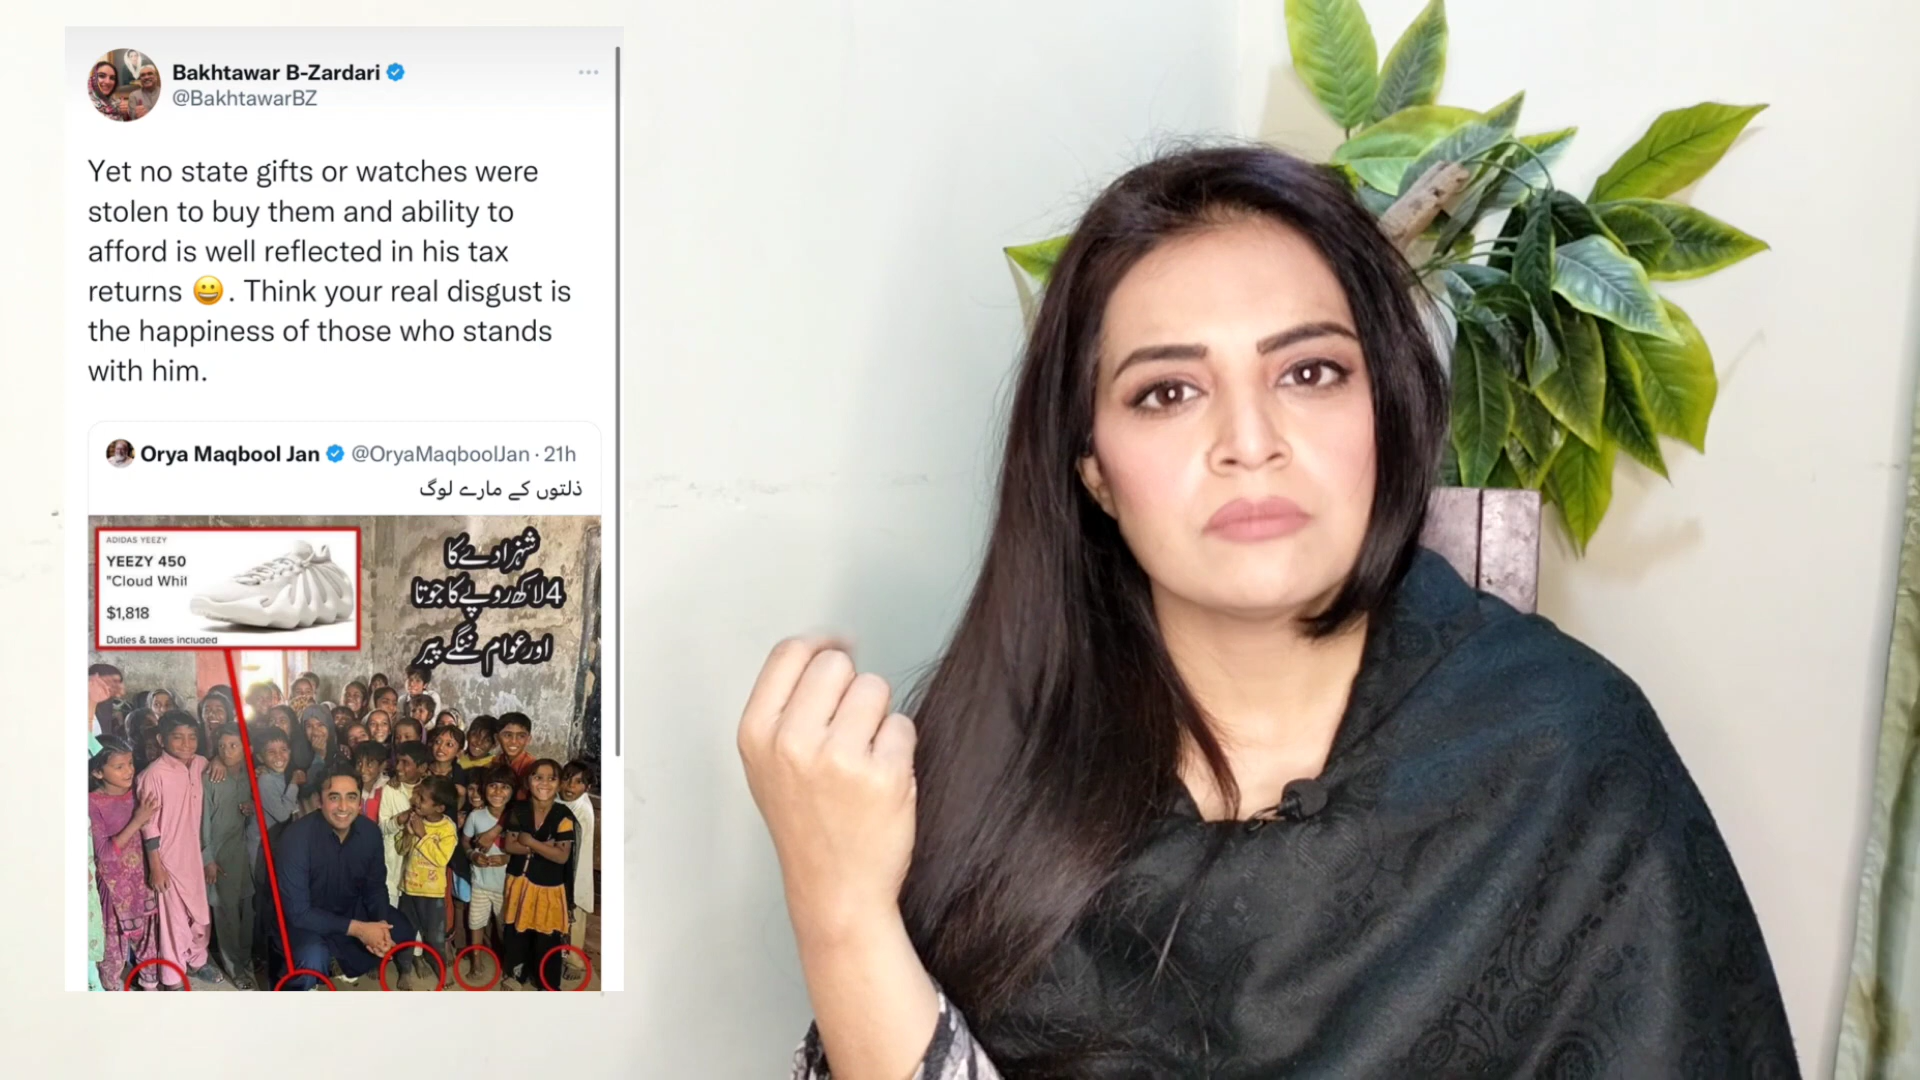 Bakhtawar B-Zardari
@BakhtawarBZ
Yet no state gifts or watches were
stolen to buy them and ability to
afford is well reflected in his tax
returns 😀. Think your real disgust is
the happiness of those who stands
with him.
Orya Maqbool Jan @OryaMaqboolJan · 21h
ذلتوں کے مارے لوگ
ADIDAS YEEZY
YEEZY 450
"Cloud Whit
$1,818
Duties & taxes included
شہزادے کا
4 لاکھ روپے کا جوتا
اور عوام ننگے پیر